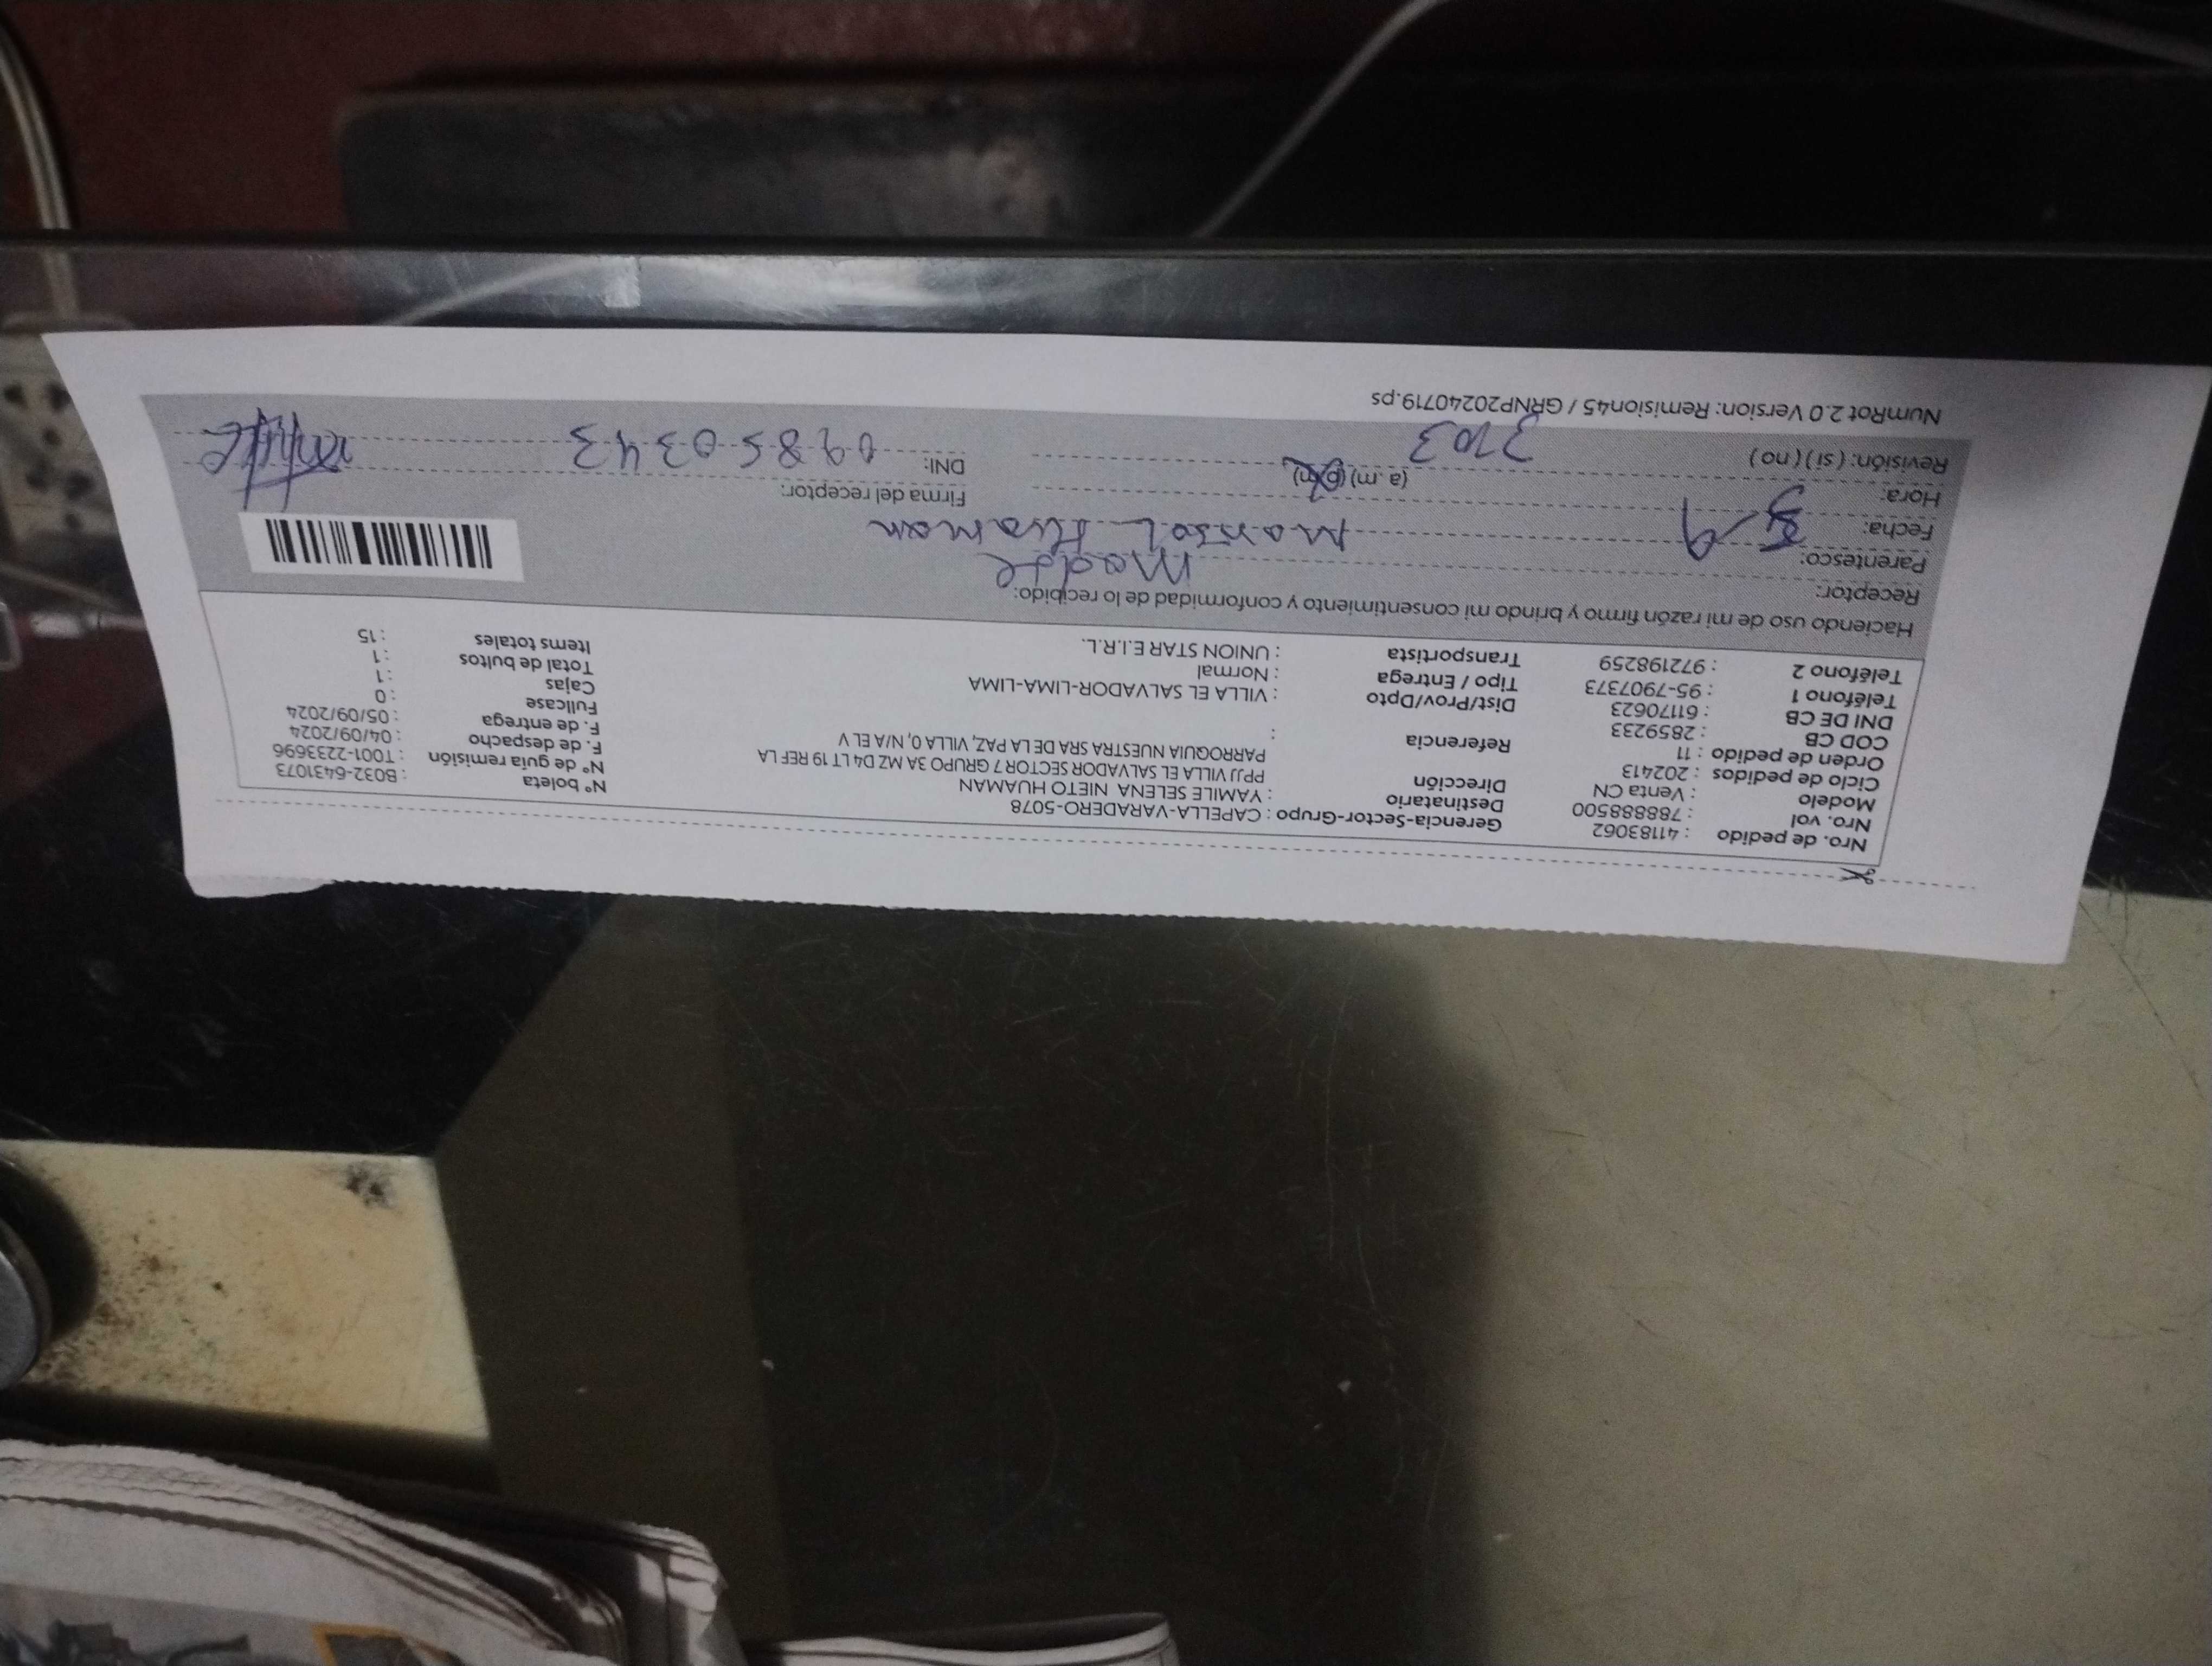 Nro. de pedido : 41183062 Gerencia-Sector-Grupo : CAPELLA-VARADERO-5078 N° boleta : B032-6431073
Nro. vol : 788888500 Destinatario : YAMILE SELENA NIETO HUAMAN N° de guía remisión : T001-2233696
Modelo : Venta CN Dirección PPJJ VILLA EL SALVADOR SECTOR 7 GRUPO 3A MZ D4 LT 19 REF LA F. de despacho : 04/09/2024
Ciclo de pedidos : 202413 PARROQUIA NUESTRA SRA DE LA PAZ, VILLA 0, N/A EL V F. de entrega : 05/09/2024
Orden de pedido : 11 Referencia : Fullcase : 0
COD CB : 2859233 Dist/Prov/Dpto : VILLA EL SALVADOR-LIMA-LIMA Cajas : 1
DNI DE CB : 61170623 Tipo / Entrega : Normal Total de bultos : 1
Teléfono 1 : 95-7907373 Transportista : UNION STAR E.I.R.L. Items totales : 15
Teléfono 2 : 972198259
Haciendo uso de mi razón firmo y brindo mi consentimiento y conformidad de lo recibido:
Receptor: Madre
Parentesco: Marisol Huaman
Fecha: 5-9
Hora: (a .m) (p.m) Firma del receptor:
Revisión: ( si ) ( no ) 3703 DNI: 09850343
NumRot 2.0 Version: Remision45 / GRNP20240719.ps